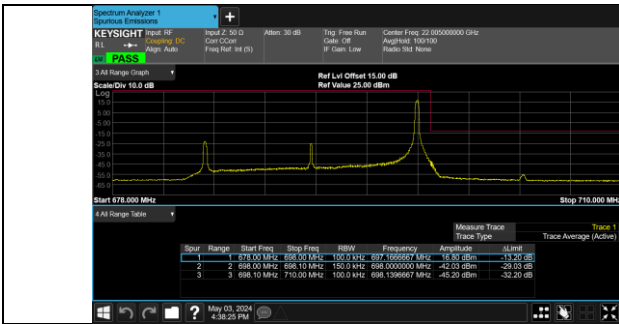 Spectrum Analyzer 1
Spurious Emissions
KEYSIGHT Input: RF Input Z: 50 Ω Atten: 30 dB Trig: Free Run Center Freq: 22.005000000 GHz
R L Coupling: DC Corr CCorr Gate: Off Avg|Hold: 100/100
Align: Auto Freq Ref: Int (S) IF Gain: Low Radio Std: None
PASS
3 All Range Graph Ref Lvl Offset 15.00 dB
Scale/Div 10.0 dB Ref Value 25.00 dBm
Log
15.0
5.00
-5.00
-15.0
-25.0
-35.0
-45.0
-55.0
-65.0
Start 678.000 MHz Stop 710.000 MHz
4 All Range Table
Measure Trace Trace 1
Trace Type Trace Average (Active)
Spur Range Start Freq Stop Freq RBW Frequency Amplitude ΔLimit
1 1 678.00 MHz 698.00 MHz 100.0 kHz 697.1666667 MHz 16.80 dBm -13.20 dB
2 2 698.00 MHz 698.10 MHz 150.0 kHz 698.0000000 MHz -42.03 dBm -29.03 dB
3 3 698.10 MHz 710.00 MHz 100.0 kHz 698.1396667 MHz -45.20 dBm -32.20 dB
May 03, 2024
4:38:25 PM